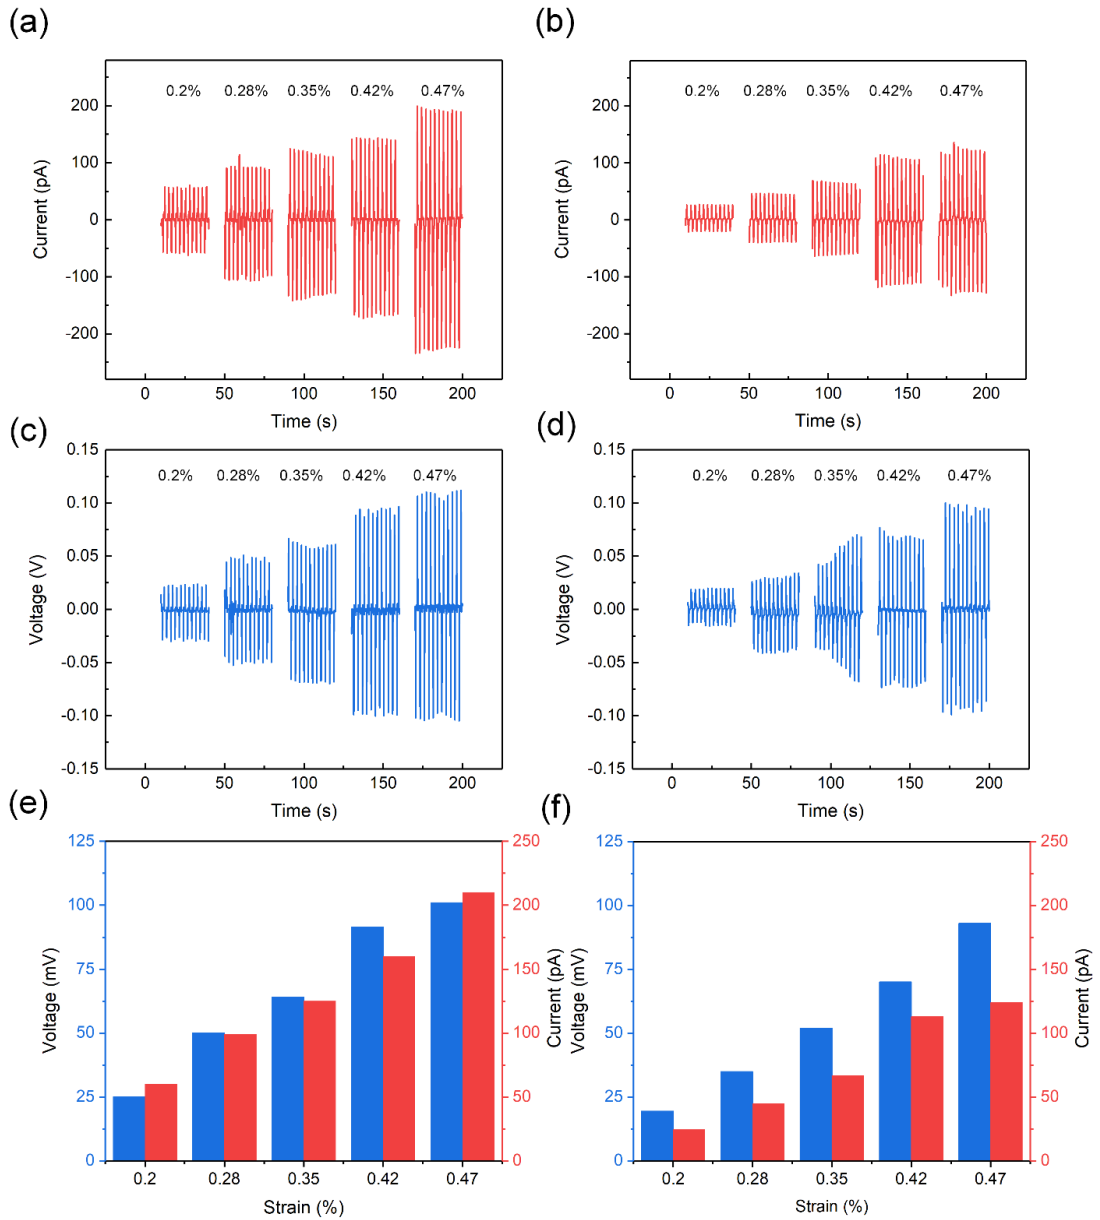 (a)
0.2% 0.28% 0.35% 0.42% 0.47%
200
100
0
-100
-200
Current (pA)
0 50 100 150 200
Time (s)
(b)
0.2% 0.28% 0.35% 0.42% 0.47%
200
100
0
-100
-200
Current (pA)
0 50 100 150 200
Time (s)
(c)
0.2% 0.28% 0.35% 0.42% 0.47%
0.15
0.10
0.05
0.00
-0.05
-0.10
-0.15
Voltage (V)
0 50 100 150 200
Time (s)
(d)
0.2% 0.28% 0.35% 0.42% 0.47%
0.15
0.10
0.05
0.00
-0.05
-0.10
-0.15
Voltage (V)
0 50 100 150 200
Time (s)
(e)
125
100
75
50
25
0
Voltage (mV)
250
200
150
100
50
0
Current (pA)
0.2 0.28 0.35 0.42 0.47
Strain (%)
(f)
125
100
75
50
25
0
Voltage (mV)
250
200
150
100
50
0
Current (pA)
0.2 0.28 0.35 0.42 0.47
Strain (%)